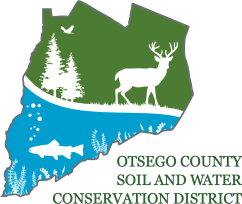 OTSEGO COUNTY
SOIL AND WATER
CONSERVATION DISTRICT